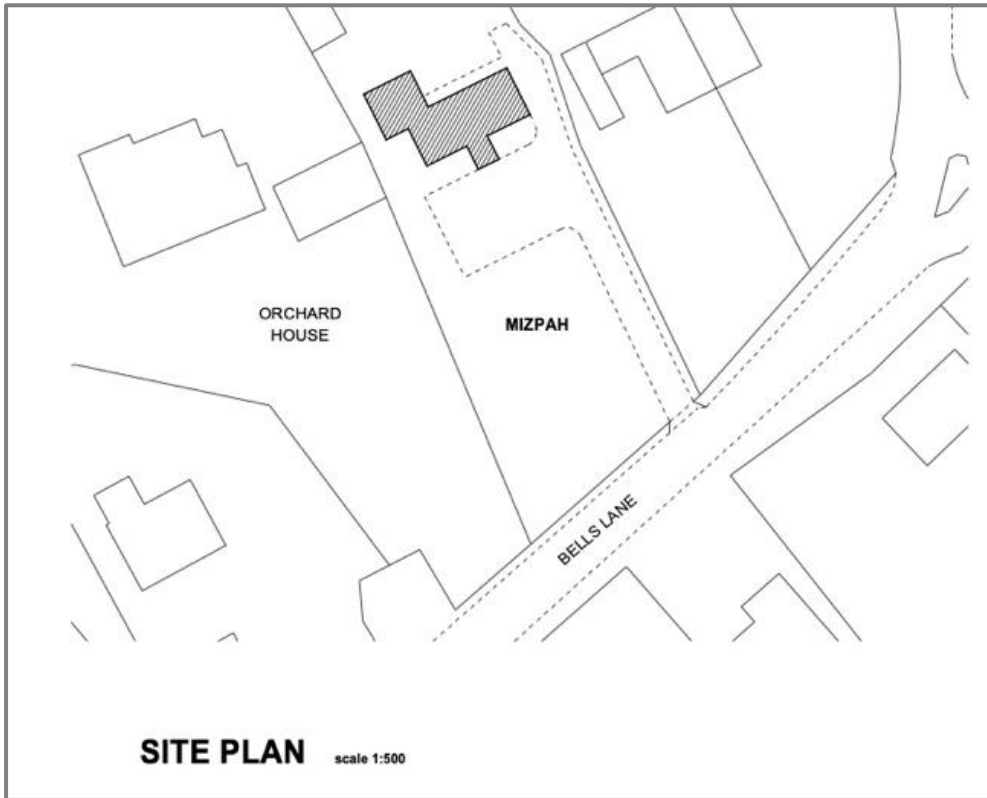 ORCHARD
HOUSE
MIZPAH
BELLS LANE
SITE PLAN scale 1:500